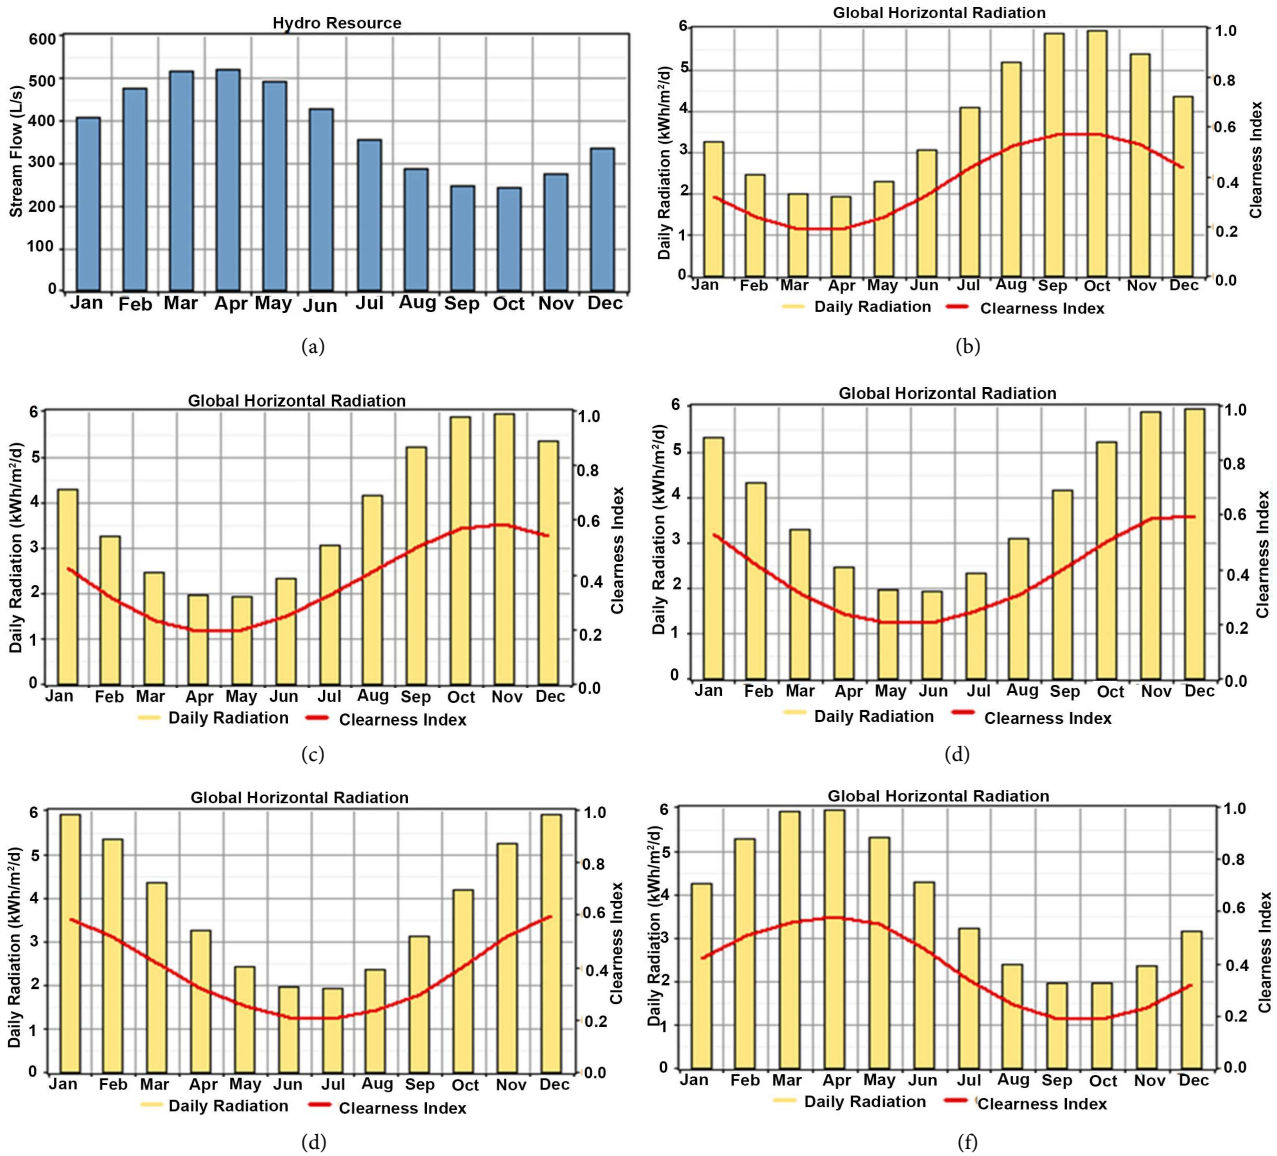 Hydro Resource
Stream Flow (L/s)
600
500
400
300
200
100
0
Jan Feb Mar Apr May Jun Jul Aug Sep Oct Nov Dec
(a)
Global Horizontal Radiation
Daily Radiation (kWh/m²/d)
6
5
4
3
2
1
0
1.0
0.8
0.6
0.4
0.2
0.0
Clearness Index
Jan Feb Mar Apr May Jun Jul Aug Sep Oct Nov Dec
Daily Radiation Clearness Index
(b)
Global Horizontal Radiation
Daily Radiation (kWh/m²/d)
6
5
4
3
2
1
0
1.0
0.8
0.6
0.4
0.2
0.0
Clearness Index
Jan Feb Mar Apr May Jun Jul Aug Sep Oct Nov Dec
Daily Radiation Clearness Index
(c)
Global Horizontal Radiation
Daily Radiation (kWh/m²/d)
6
5
4
3
2
1
0
1.0
0.8
0.6
0.4
0.2
0.0
Clearness Index
Jan Feb Mar Apr May Jun Jul Aug Sep Oct Nov Dec
Daily Radiation Clearness Index
(d)
Global Horizontal Radiation
Daily Radiation (kWh/m²/d)
6
5
4
3
2
1
0
1.0
0.8
0.6
0.4
0.2
0.0
Clearness Index
Jan Feb Mar Apr May Jun Jul Aug Sep Oct Nov Dec
Daily Radiation Clearness Index
(d)
Global Horizontal Radiation
Daily Radiation (kWh/m²/d)
6
5
4
3
2
1
0
1.0
0.8
0.6
0.4
0.2
0.0
Clearness Index
Jan Feb Mar Apr May Jun Jul Aug Sep Oct Nov Dec
Daily Radiation Clearness Index
(f)